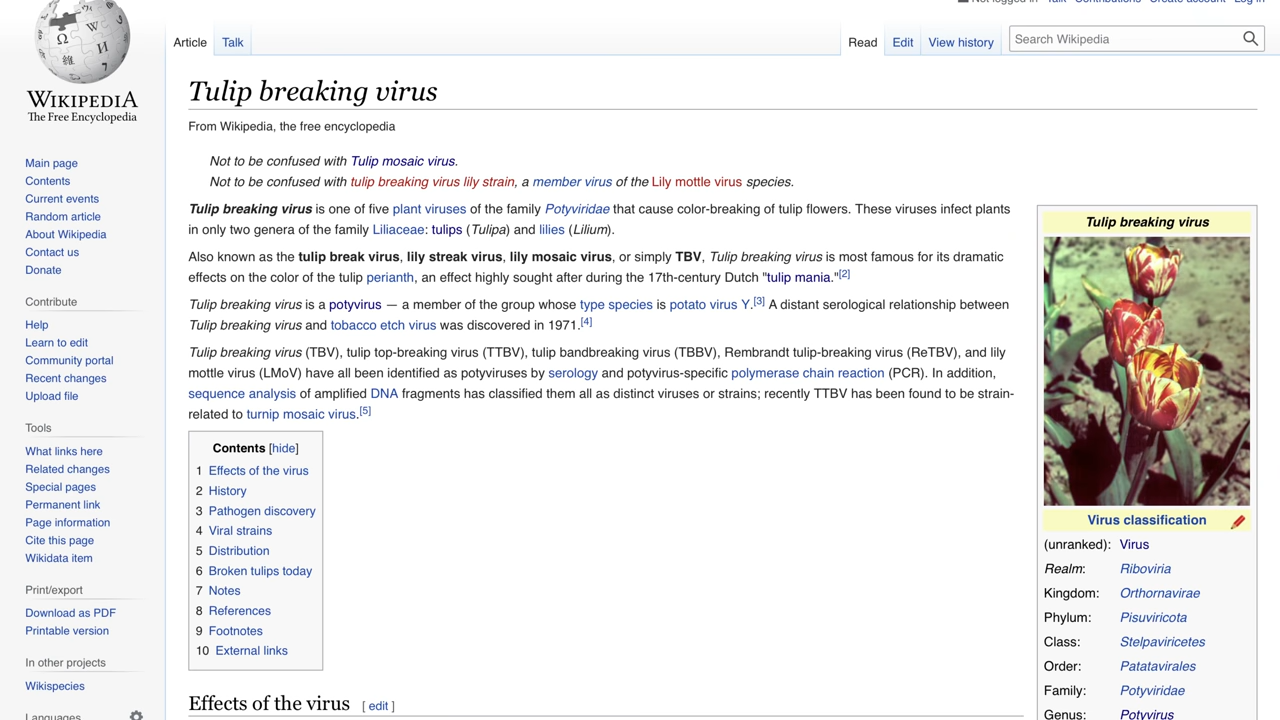 Not logged in Talk Contributions Create account Log in
Article Talk Read Edit View history Search Wikipedia
WIKIPEDIA
The Free Encyclopedia
Main page
Contents
Current events
Random article
About Wikipedia
Contact us
Donate
Contribute
Help
Learn to edit
Community portal
Recent changes
Upload file
Tools
What links here
Related changes
Special pages
Permanent link
Page information
Cite this page
Wikidata item
Print/export
Download as PDF
Printable version
In other projects
Wikispecies
Languages
Tulip breaking virus
From Wikipedia, the free encyclopedia
Not to be confused with Tulip mosaic virus.
Not to be confused with tulip breaking virus lily strain, a member virus of the Lily mottle virus species.
Tulip breaking virus is one of five plant viruses of the family Potyviridae that cause color-breaking of tulip flowers. These viruses infect plants
in only two genera of the family Liliaceae: tulips (Tulipa) and lilies (Lilium).
Also known as the tulip break virus, lily streak virus, lily mosaic virus, or simply TBV, Tulip breaking virus is most famous for its dramatic
effects on the color of the tulip perianth, an effect highly sought after during the 17th-century Dutch "tulip mania."[2]
Tulip breaking virus is a potyvirus — a member of the group whose type species is potato virus Y.[3] A distant serological relationship between
Tulip breaking virus and tobacco etch virus was discovered in 1971.[4]
Tulip breaking virus (TBV), tulip top-breaking virus (TTBV), tulip bandbreaking virus (TBBV), Rembrandt tulip-breaking virus (ReTBV), and lily
mottle virus (LMoV) have all been identified as potyviruses by serology and potyvirus-specific polymerase chain reaction (PCR). In addition,
sequence analysis of amplified DNA fragments has classified them all as distinct viruses or strains; recently TTBV has been found to be strain-
related to turnip mosaic virus.[5]
Contents [hide]
1 Effects of the virus
2 History
3 Pathogen discovery
4 Viral strains
5 Distribution
6 Broken tulips today
7 Notes
8 References
9 Footnotes
10 External links
Effects of the virus [ edit ]
Tulip breaking virus
Virus classification
(unranked): Virus
Realm: Riboviria
Kingdom: Orthornavirae
Phylum: Pisuviricota
Class: Stelpaviricetes
Order: Patatavirales
Family: Potyviridae
Genus: Potyvirus